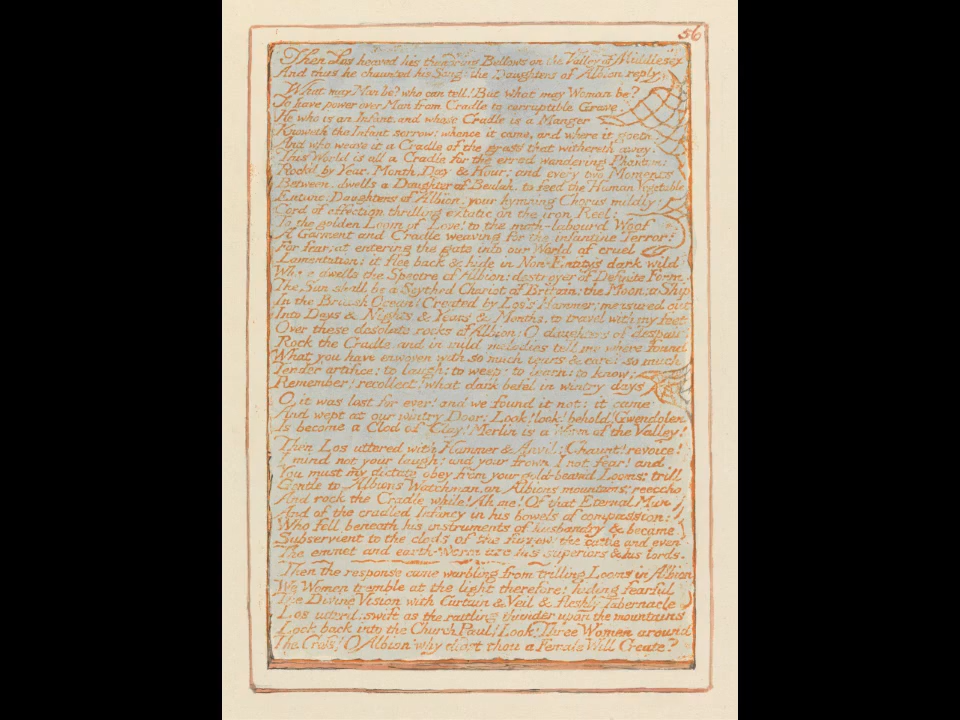 56
Then Los heaved his thund'ring Bellows on the Valley of Middlesex
And thus he chaunted his Song: the Daughters of Albion reply.
What may Man be? who can tell! But what may Woman be?
To have power over Man from Cradle to corruptible Grave.
He who is an Infant, and whose Cradle is a Manger
Knoweth the Infant sorrow: whence it came, and where it goeth:
And who weave it a Cradle of the grass that withereth away.
This World is all a Cradle for the erred wandering Phantom:
Rock'd by Year, Month, Day & Hour; and every two Moments
Between, dwells a Daughter of Beulah, to feed the Human Vegetable
Entune: Daughters of Albion, your hymning Chorus mildly!
Cord of affection thrilling extatic on the iron Reel:
To the golden Loom of Love! to the moth-labourd Woof
A Garment and Cradle weaving for the infantine Terror:
For fear; at entering the gate into our World of cruel
Lamentation: it flee back & hide in Non-Entitys dark wild
Where dwells the Spectre of Albion: destroyer of Definite Form.
The Sun shall be a Scythed Chariot of Britain: the Moon; a Ship
In the British Ocean! Created by Los's Hammer; measured out
Into Days & Nights & Years & Months. to travel with my feet
Over these desolate rocks of Albion: O daughters of despair!
Rock the Cradle, and in mild melodies tell me where found
What you have enwoven with so much tears & care? so much
Tender artifice: to laugh: to weep: to learn: to know;
Remember! recollect! what dark befel in wintry days
O it was lost for ever! and we found it not: it came
And wept at our wintry Door: Look! look! behold! Gwendolen
Is become a Clod of Clay! Merlin is a Worm of the Valley!
Then Los uttered with Hammer & Anvil: Chaunt! revoice!
I mind not your laugh: and your frown I not fear! and
You must my dictate obey from your gold-beam'd Looms; trill
Gentle to Albions Watchman, on Albions mountains; reeccho
And rock the Cradle while! Ah me! Of that Eternal Man
And of the cradled Infancy in his bowels of compassion:
Who fell beneath his instruments of husbandry & became
Subservient to the clods of the furrow! the cattle and even
The emmet and earth-Worm are his superiors & his lords.
Then the response came warbling from trilling Looms in Albion
We Women tremble at the light therefore: hiding fearful
The Divine Vision with Curtain & Veil & fleshly Tabernacle
Los utter'd: swift as the rattling thunder upon the mountains
Look back into the Church Paul! Look! Three Women around
The Cross! O Albion why didst thou a Female Will Create?